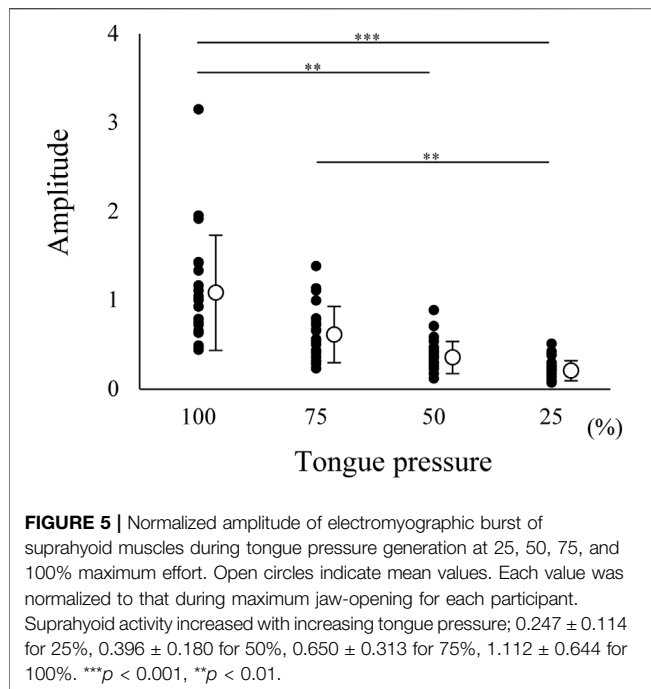 4
***
**
3
**
Amplitude
2
1
0
100 75 50 25 (%)
Tongue pressure
FIGURE 5 | Normalized amplitude of electromyographic burst of
suprahyoid muscles during tongue pressure generation at 25, 50, 75, and
100% maximum effort. Open circles indicate mean values. Each value was
normalized to that during maximum jaw-opening for each participant.
Suprahyoid activity increased with increasing tongue pressure; 0.247 ± 0.114
for 25%, 0.396 ± 0.180 for 50%, 0.650 ± 0.313 for 75%, 1.112 ± 0.644 for
100%. ***p < 0.001, **p < 0.01.